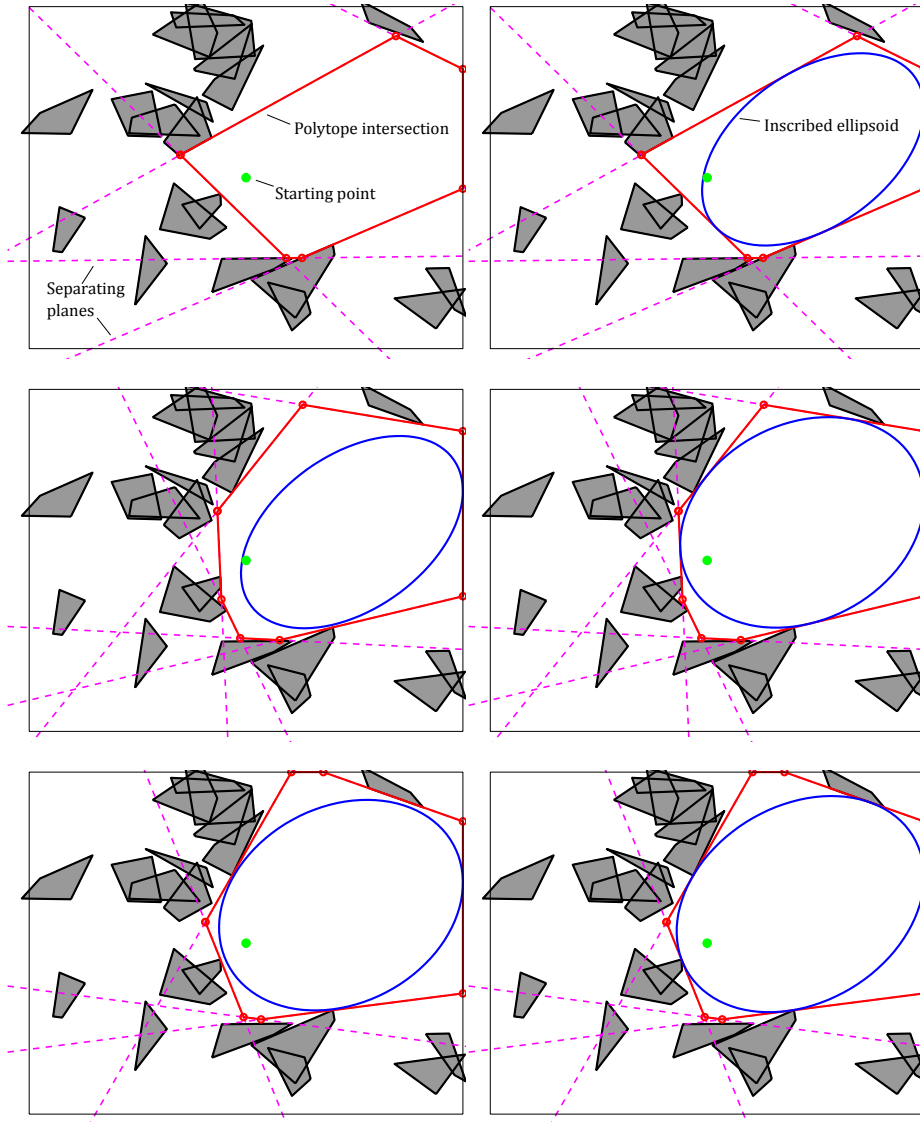 Polytope intersection
Starting point
Separating
planes
Inscribed ellipsoid